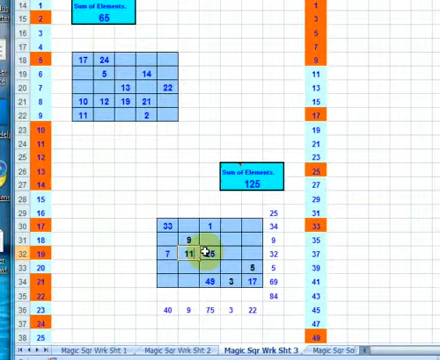 14 1 Sum of Elements. 1
15 2 65 3
16 3 5
17 4 7
18 5 17 24 9
19 6 5 14 11
20 7 13 22 13
21 8 10 12 19 21 15
22 9 11 2 17
23 10 19
24 11 21
25 12 23
26 13 Sum of Elements. 25
27 14 125 27
28 15 29
29 16 25 31
30 17 33 1 34 33
31 18 9 9 35
32 19 7 11 25 32 37
33 20 5 5 39
34 21 49 3 17 69 41
35 22 84 43
36 23 40 9 75 3 22 45
37 24 47
38 25 49
Magic Sqr Wrk Sht 1 Magic Sqr Wrk Sht 2 Magic Sqr Wrk Sht 3 Magic Sqr So